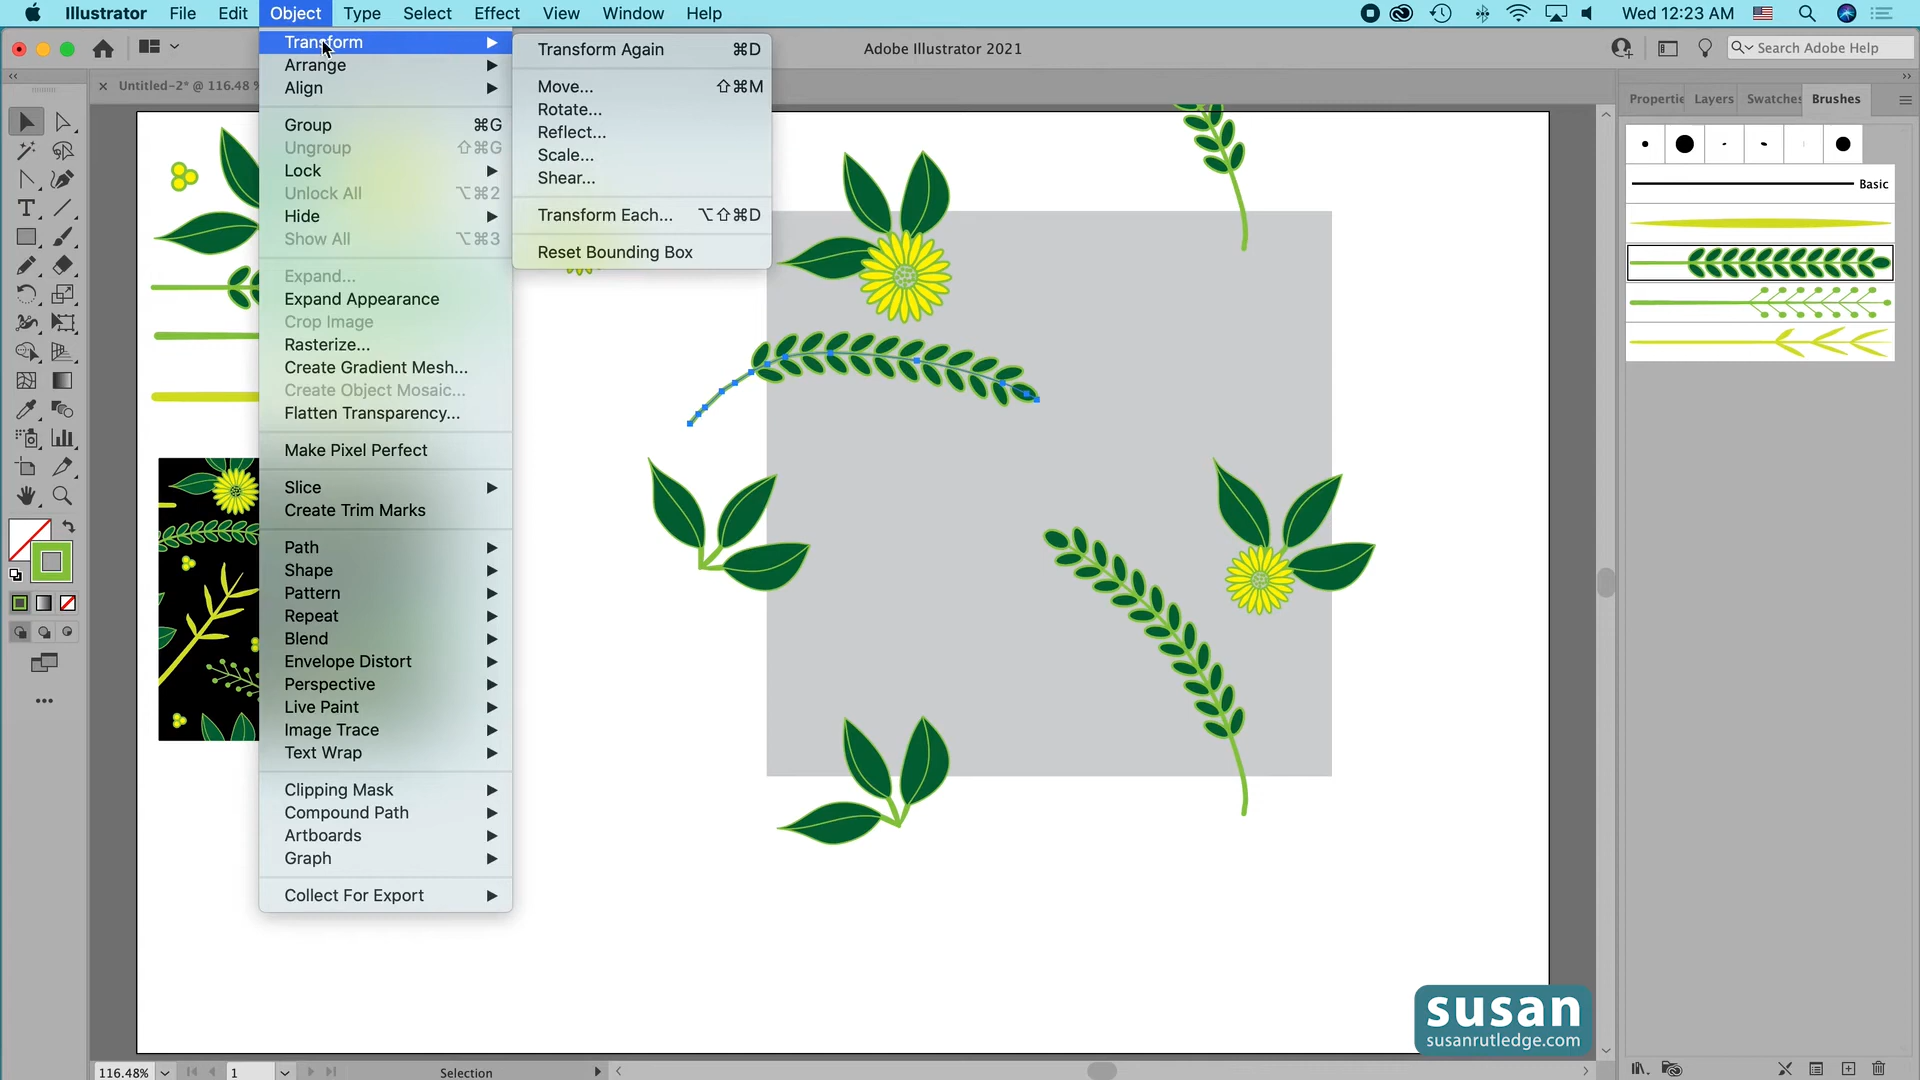 Illustrator File Edit Object Type Select Effect View Window Help Wed 12:23 AM
Adobe Illustrator 2021
Search Adobe Help
Untitled-2* @ 116.48 %
Transform
Arrange
Align
Group ⌘G
Ungroup ⇧⌘G
Lock
Unlock All ⌥⌘2
Hide
Show All ⌥⌘3
Expand...
Expand Appearance
Crop Image
Rasterize...
Create Gradient Mesh...
Create Object Mosaic...
Flatten Transparency...
Make Pixel Perfect
Slice
Create Trim Marks
Path
Shape
Pattern
Repeat
Blend
Envelope Distort
Perspective
Live Paint
Image Trace
Text Wrap
Clipping Mask
Compound Path
Artboards
Graph
Collect For Export
Transform Again ⌘D
Move... ⇧⌘M
Rotate...
Reflect...
Scale...
Shear...
Transform Each... ⌥⇧⌘D
Reset Bounding Box
Propertie Layers Swatches Brushes
Basic
susan
susanrutledge.com
116.48% 1 Selection